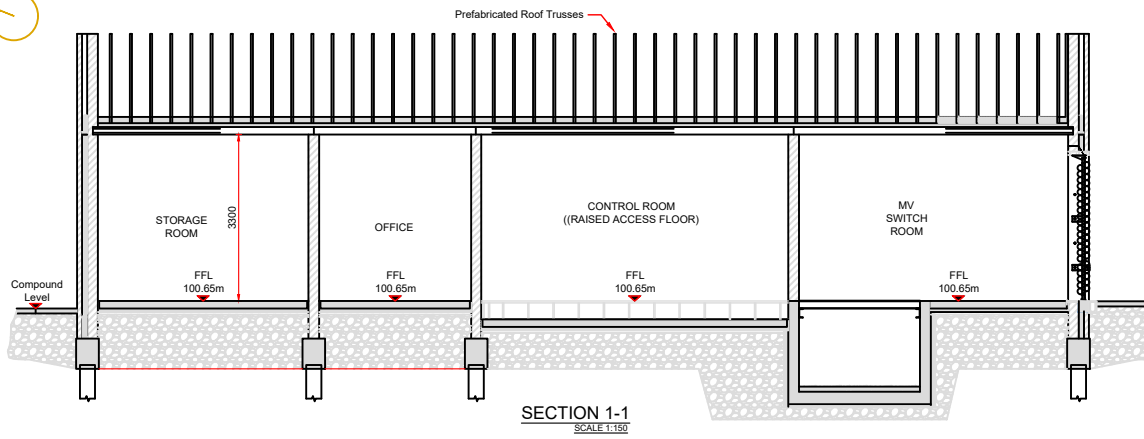 Prefabricated Roof Trusses
STORAGE
ROOM
3300
OFFICE
CONTROL ROOM
((RAISED ACCESS FLOOR)
MV
SWITCH
ROOM
Compound
Level
FFL
100.65m
FFL
100.65m
FFL
100.65m
FFL
100.65m
SECTION 1-1
SCALE 1:150